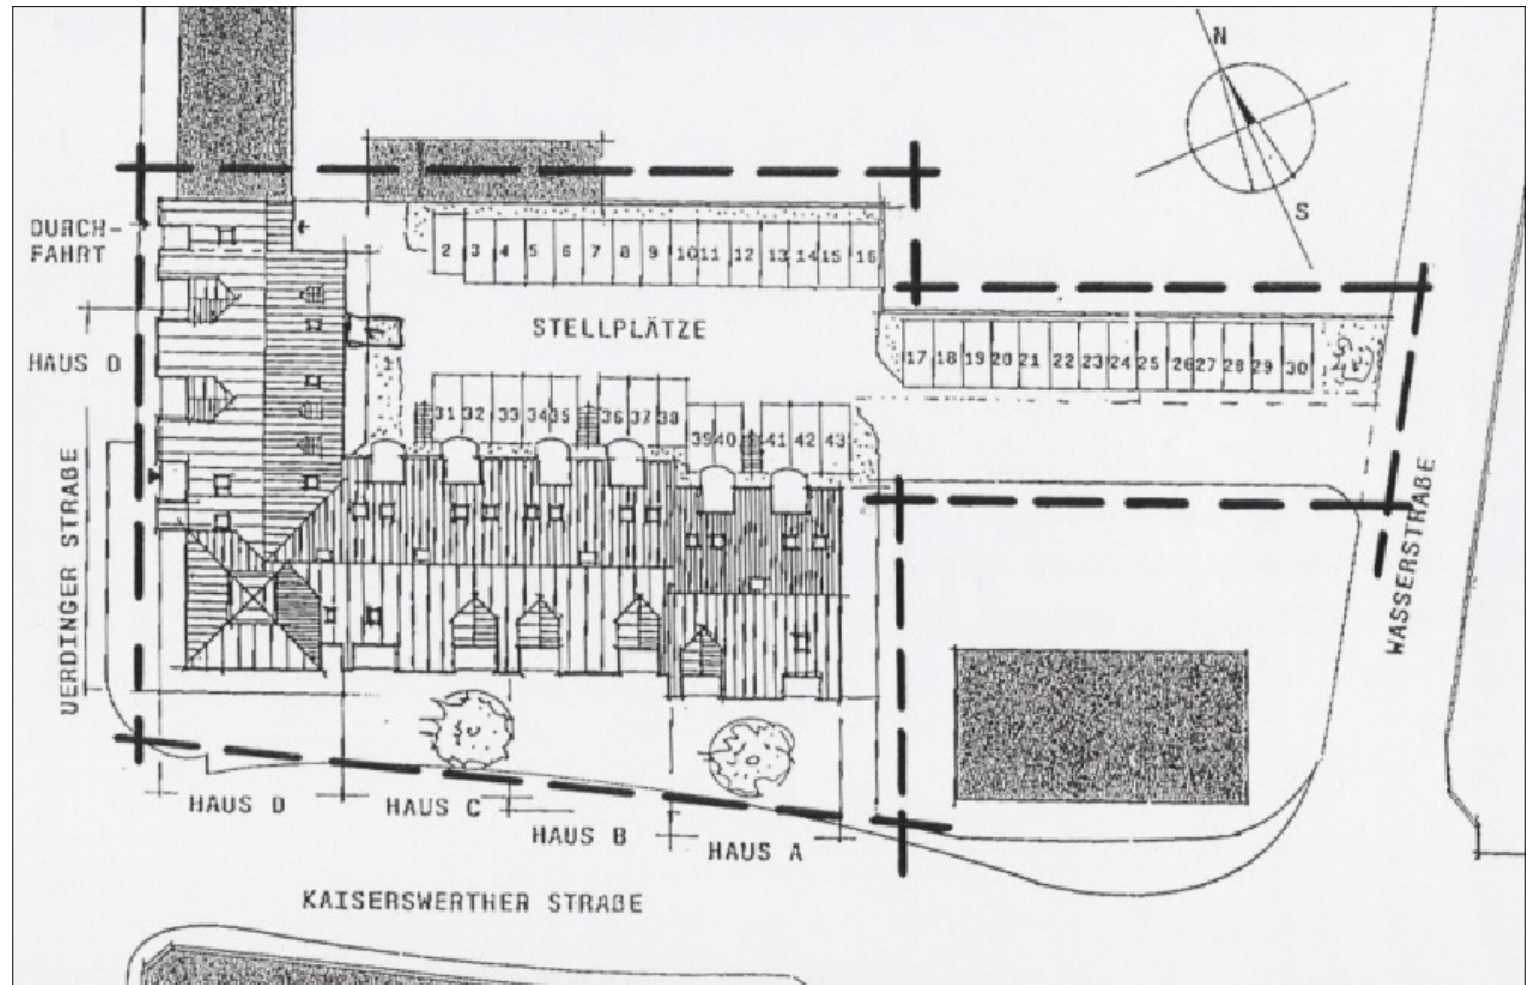 N
S
DURCH-
FAHRT
2 3 4 5 6 7 8 9 10 11 12 13 14 15 16
STELLPLÄTZE
HAUS D
17 18 19 20 21 22 23 24 25 26 27 28 29 30
31 32 33 34 35 36 37 38
39 40 41 42 43
UERDINGER STRAßE
WASSERSTRAßE
HAUS D
HAUS C
HAUS B
HAUS A
KAISERSWERTHER STRAßE